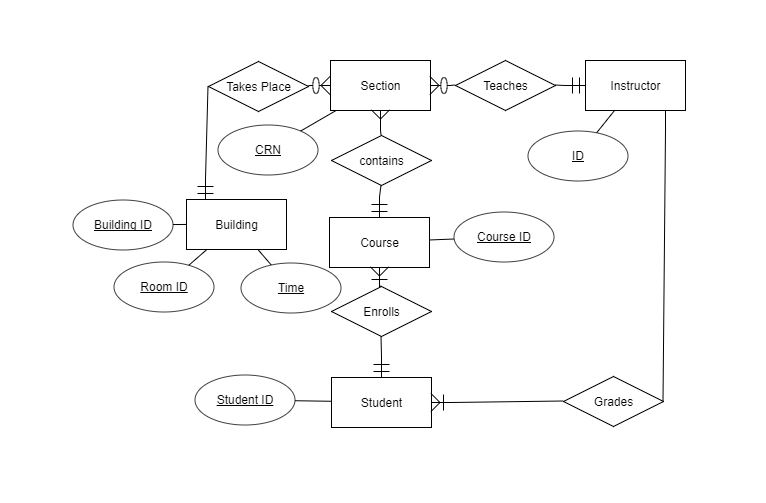 Takes Place
Section
Teaches
Instructor
CRN
contains
ID
Building ID
Building
Course
Course ID
Room ID
Time
Enrolls
Student ID
Student
Grades